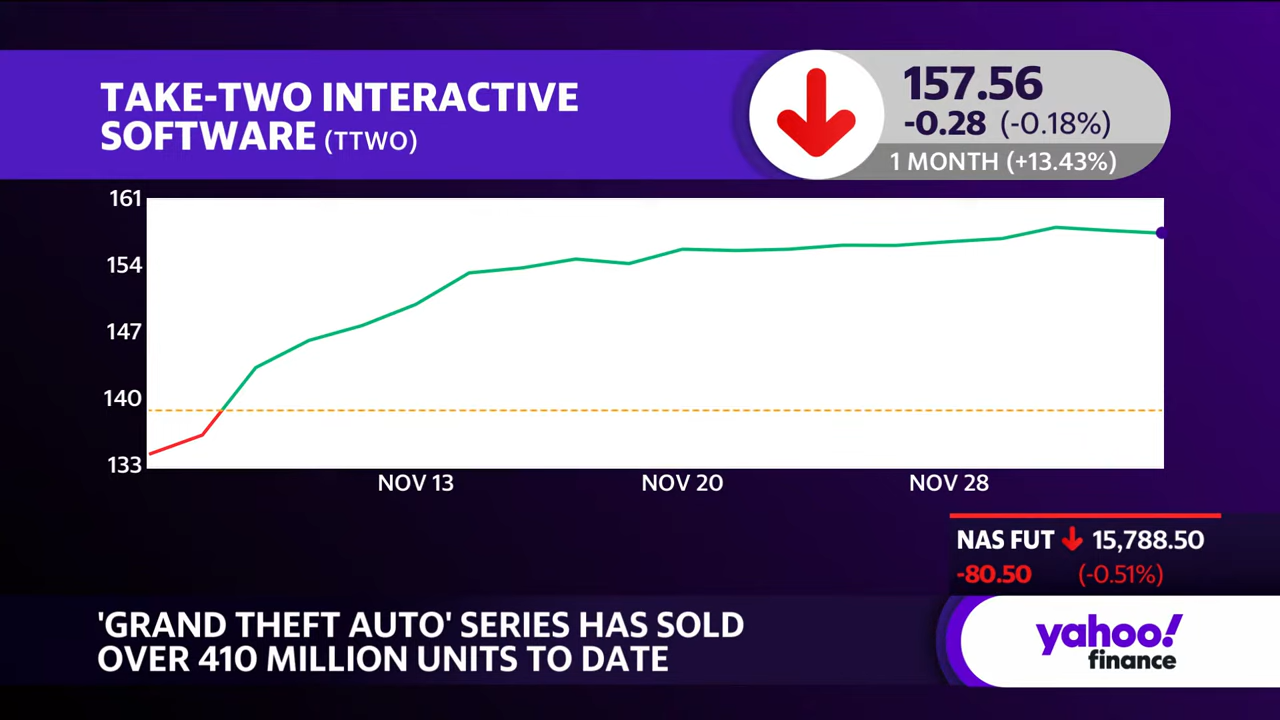 TAKE-TWO INTERACTIVE
SOFTWARE (TTWO)
157.56
-0.28 (-0.18%)
1 MONTH (+13.43%)
161
154
147
140
133
NOV 13 NOV 20 NOV 28
NAS FUT 15,788.50
-80.50 (-0.51%)
'GRAND THEFT AUTO' SERIES HAS SOLD
OVER 410 MILLION UNITS TO DATE
yahoo!
finance